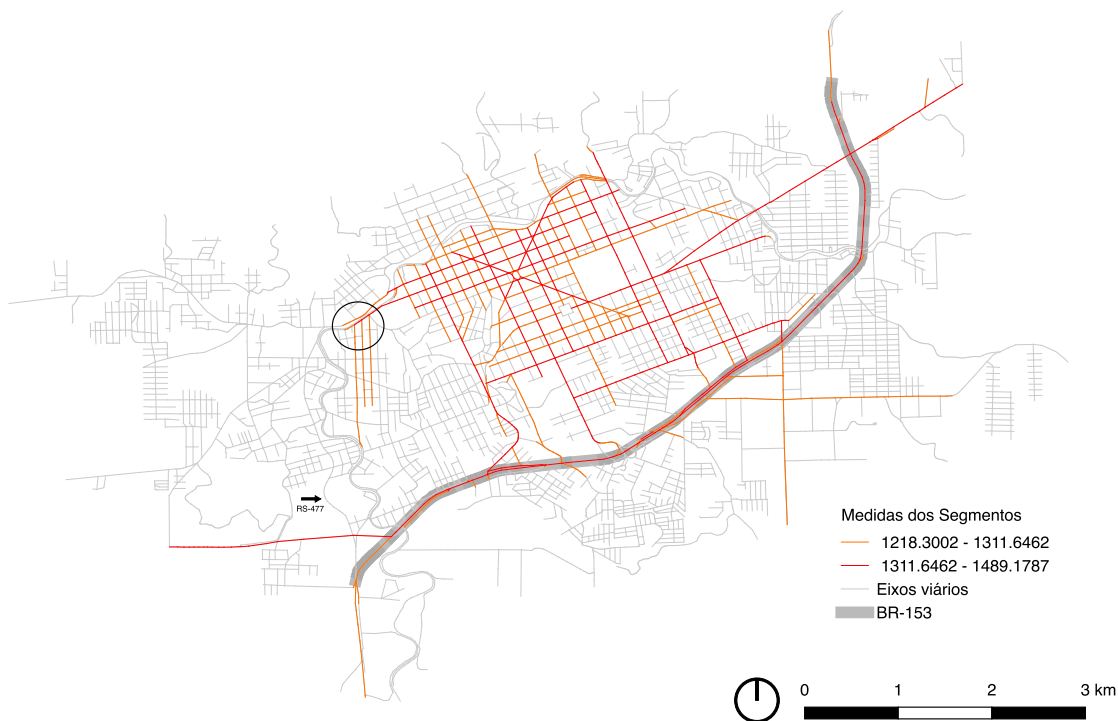 RS-477
Medidas dos Segmentos
1218.3002 - 1311.6462
1311.6462 - 1489.1787
Eixos viários
BR-153
0 1 2 3 km